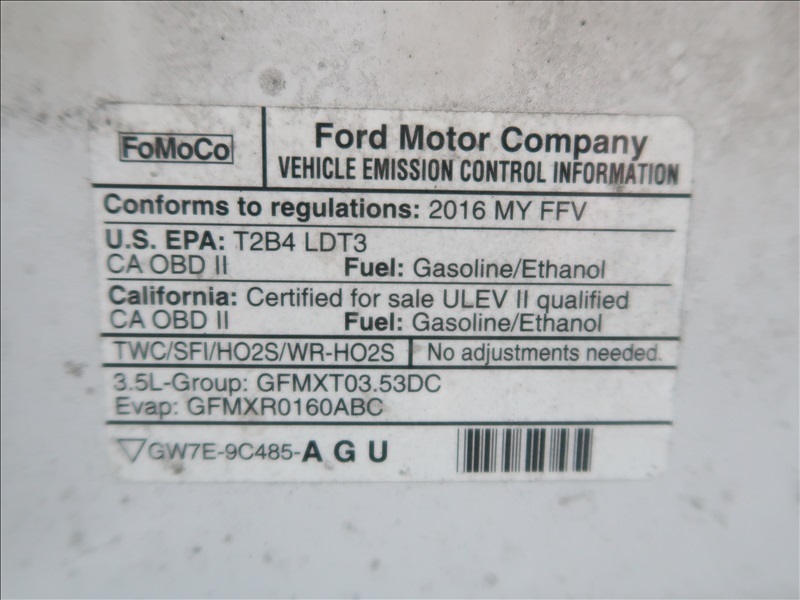 FoMoCo
Ford Motor Company
VEHICLE EMISSION CONTROL INFORMATION
Conforms to regulations: 2016 MY FFV
U.S. EPA: T2B4 LDT3
CA OBD II Fuel: Gasoline/Ethanol
California: Certified for sale ULEV II qualified
CA OBD II Fuel: Gasoline/Ethanol
TWC/SFI/HO2S/WR-HO2S No adjustments needed.
3.5L-Group: GFMXT03.53DC
Evap: GFMXR0160ABC
GW7E-9C485-A G U